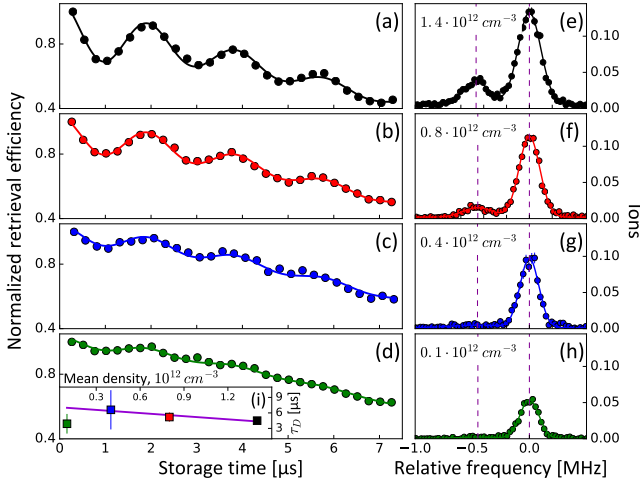 Normalized retrieval efficiency
(a)
0.8
0.4
(b)
0.8
0.4
(c)
0.8
0.4
(d)
0.8
0.4
Mean density, 10¹² cm⁻³
0.3 0.6 0.9 1.2
(i)
9
6
3
τ_D [μs]
0 1 2 3 4 5 6 7
Storage time [μs]
1.4·10¹² cm⁻³
(e)
0.10
0.05
0.00
0.8·10¹² cm⁻³
(f)
0.10
0.05
0.00
0.4·10¹² cm⁻³
(g)
0.10
0.05
0.00
0.1·10¹² cm⁻³
(h)
0.10
0.05
0.00
Ions
−1.0 −0.5 0.0
Relative frequency [MHz]